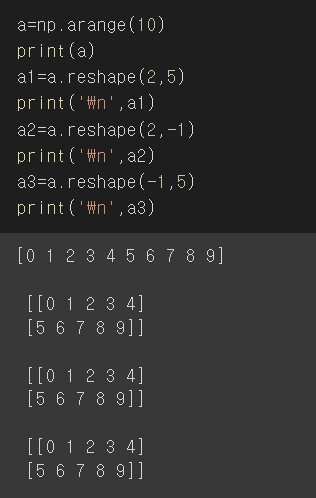 a=np.arange(10)
print(a)
a1=a.reshape(2,5)
print('₩n',a1)
a2=a.reshape(2,-1)
print('₩n',a2)
a3=a.reshape(-1,5)
print('₩n',a3)
[0 1 2 3 4 5 6 7 8 9]
[[0 1 2 3 4]
[5 6 7 8 9]]
[[0 1 2 3 4]
[5 6 7 8 9]]
[[0 1 2 3 4]
[5 6 7 8 9]]